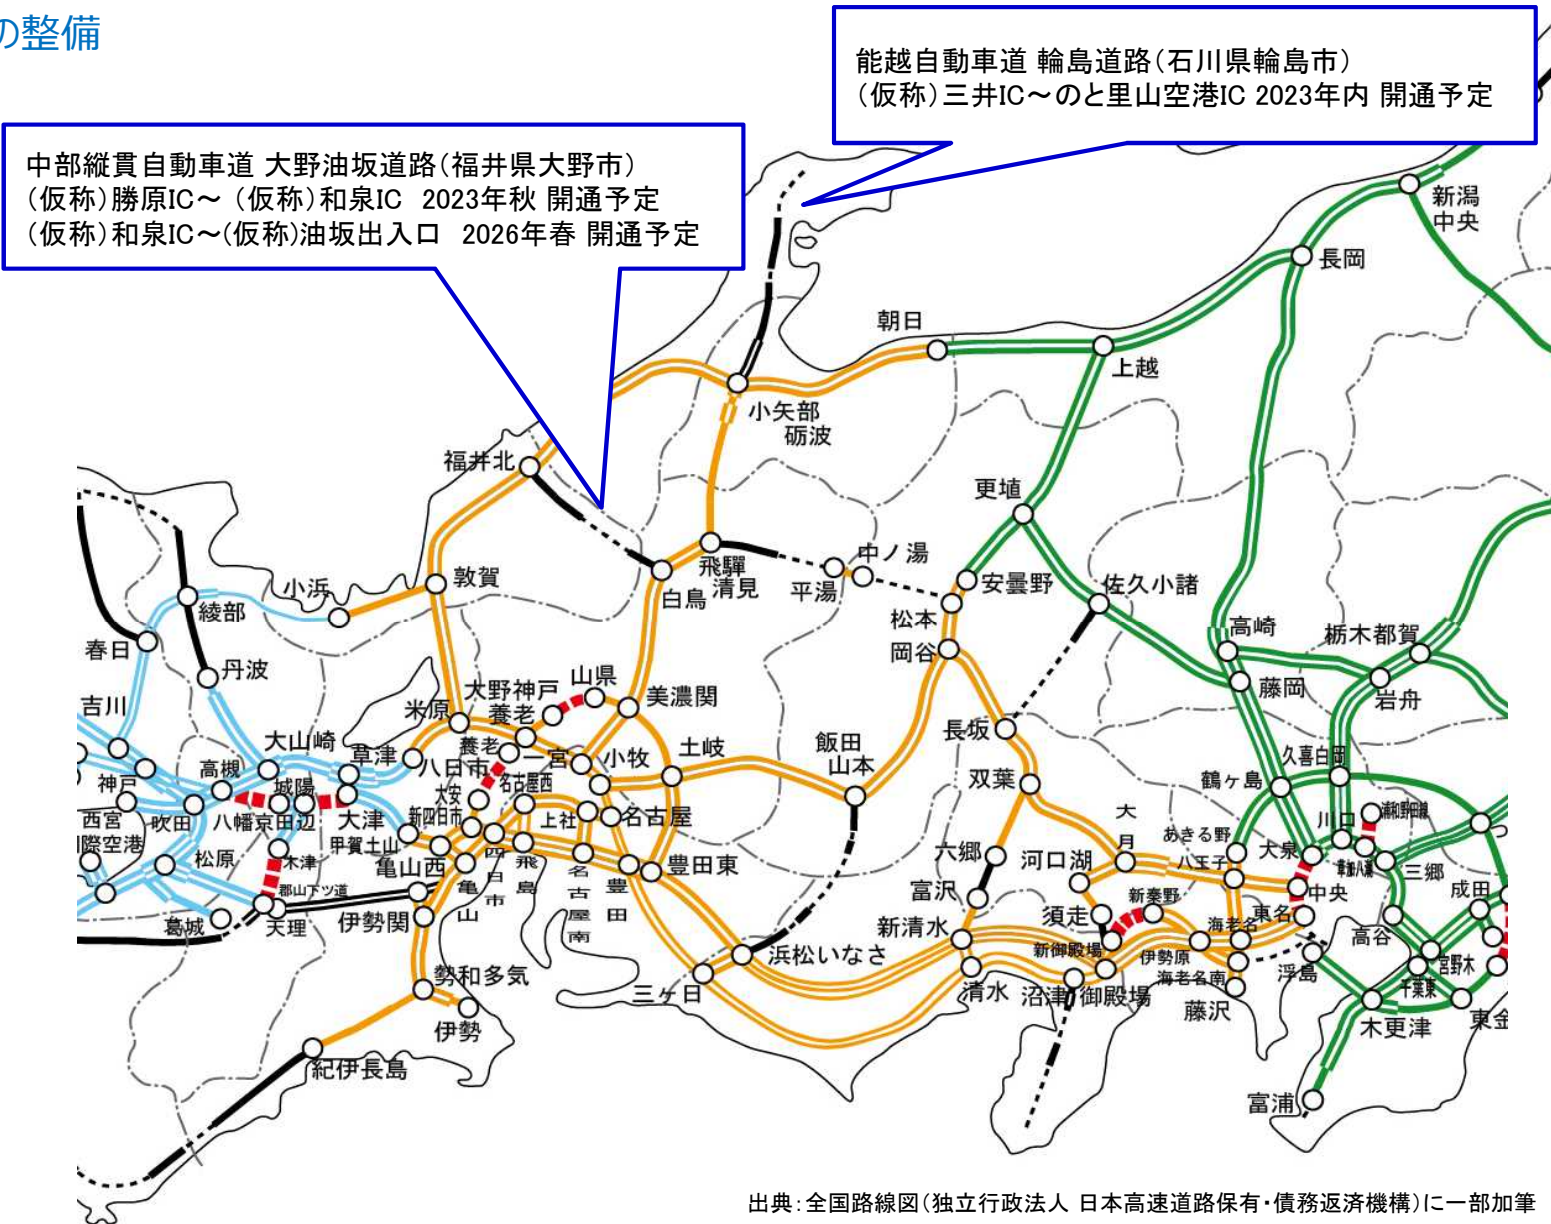 の整備
能越自動車道 輪島道路(石川県輪島市)
(仮称)三井IC～のと里山空港IC 2023年内 開通予定
中部縦貫自動車道 大野油坂道路(福井県大野市)
(仮称)勝原IC～ (仮称)和泉IC 2023年秋 開通予定
(仮称)和泉IC～(仮称)油坂出入口 2026年春 開通予定
新潟
中央
長岡
朝日
上越
小矢部
砺波
福井北
更埴
飛騨
清見
中ノ湯
平湯
白鳥
安曇野
佐久小諸
松本
岡谷
小浜
敦賀
綾部
春日
丹波
高崎
栃木都賀
藤岡
岩舟
吉川
米原
大野神戸
山県
養老
美濃関
長坂
大山崎
草津
八日市
養老
一宮
小牧
土岐
飯田
山本
双葉
久喜白岡
鶴ヶ島
神戸
高槻
城陽
大安
名古屋西
西宮
吹田
八幡京田辺
大津
新四日市
上社
名古屋
大月
あきる野
川口
浦和野田線
際空港
松原
木津
甲賀土山
亀山西
亀山
四日市
飛島
名古屋南
豊田
豊田東
六郷
河口湖
八王子
大泉
草加八潮
三郷
郡山下ツ道
葛城
天理
伊勢関
富沢
新秦野
中央
成田
須走
東名
新清水
新御殿場
伊勢原
海老名
高谷
勢和多気
浜松いなさ
三ヶ日
清水
沼津
御殿場
海老名南
浮島
宮野木
千葉東
伊勢
藤沢
木更津
東金
紀伊長島
富浦
出典:全国路線図(独立行政法人 日本高速道路保有・債務返済機構)に一部加筆